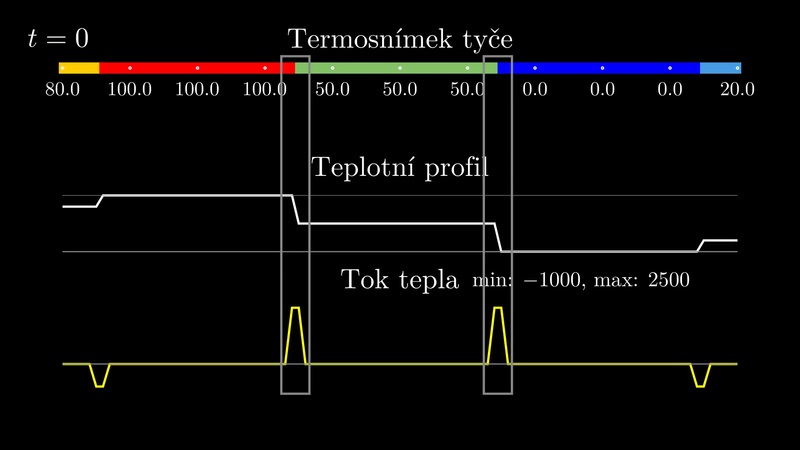 t = 0 Termosnímek tyče
80.0 100.0 100.0 100.0 50.0 50.0 50.0 0.0 0.0 0.0 20.0
Teplotní profil
Tok tepla min: −1000, max: 2500